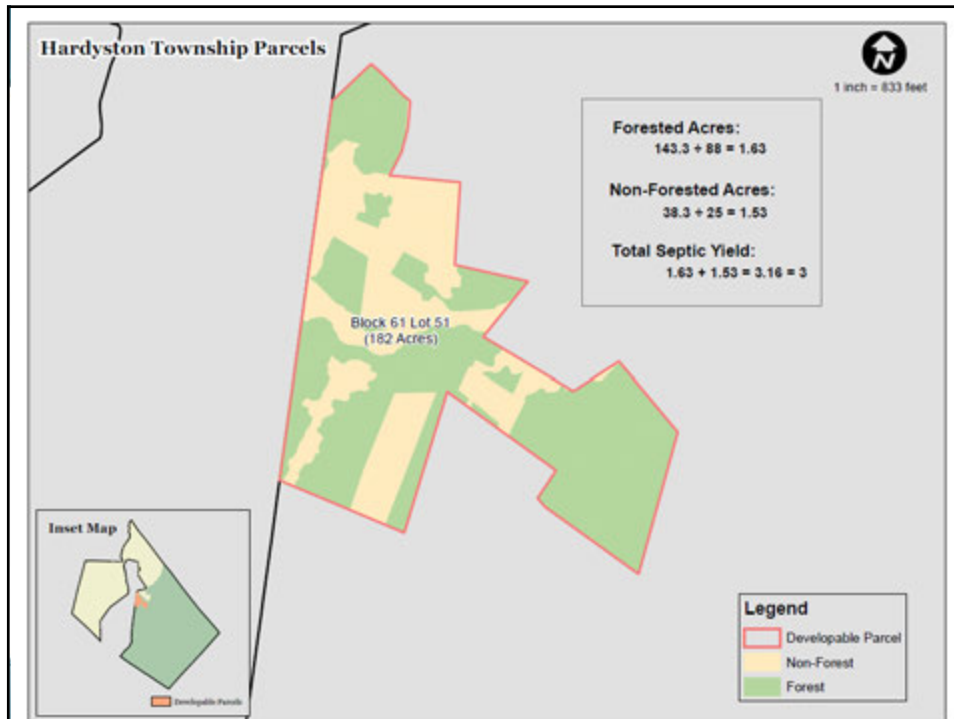 Hardyston Township Parcels
N
1 inch = 833 feet
Forested Acres:
143.3 ÷ 88 = 1.63
Non-Forested Acres:
38.3 ÷ 25 = 1.53
Total Septic Yield:
1.63 + 1.53 = 3.16 = 3
Block 61 Lot 51
(182 Acres)
Inset Map
Developable Parcels
Legend
Developable Parcel
Non-Forest
Forest